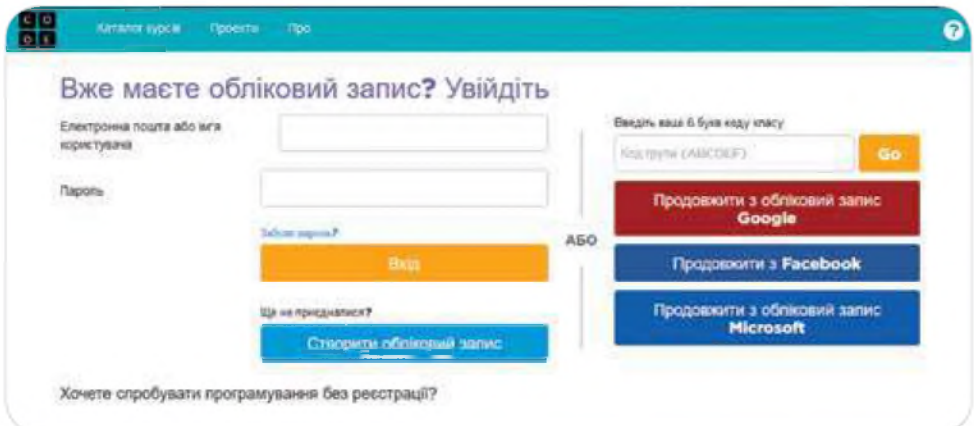 C O
D E
Каталог курсів Проекти Про
?
Вже маєте обліковий запис? Увійдіть
Електронна пошта або ім'я
користувача
Пароль
Забули пароль?
Вхід
Ще не приєдналися?
Створити обліковий запис
АБО
Введіть ваші 6 букв коду класу
Код групи (ABCDEF)
Go
Продовжити з обліковий запис
Google
Продовжити з Facebook
Продовжити з обліковий запис
Microsoft
Хочете спробувати програмування без реєстрації?